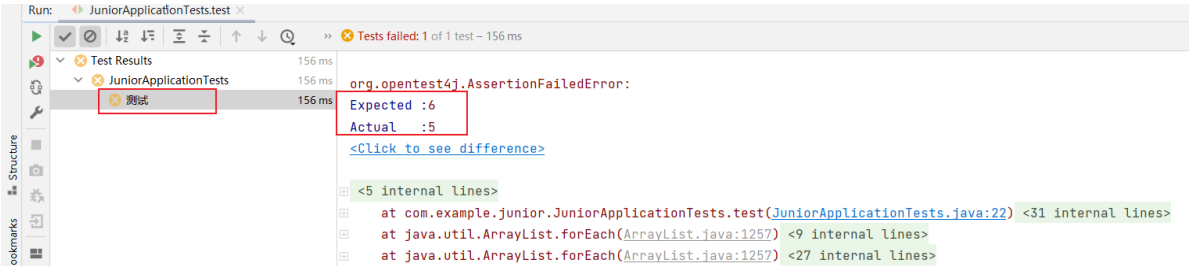 Run: JuniorApplicationTests.test ×
» Tests failed: 1 of 1 test – 156 ms
Test Results 156 ms
JuniorApplicationTests 156 ms
测试 156 ms
org.opentest4j.AssertionFailedError:
Expected :6
Actual :5
<Click to see difference>
<5 internal lines>
at com.example.junior.JuniorApplicationTests.test(JuniorApplicationTests.java:22) <31 internal lines>
at java.util.ArrayList.forEach(ArrayList.java:1257) <9 internal lines>
at java.util.ArrayList.forEach(ArrayList.java:1257) <27 internal lines>
Structure
ookmarks